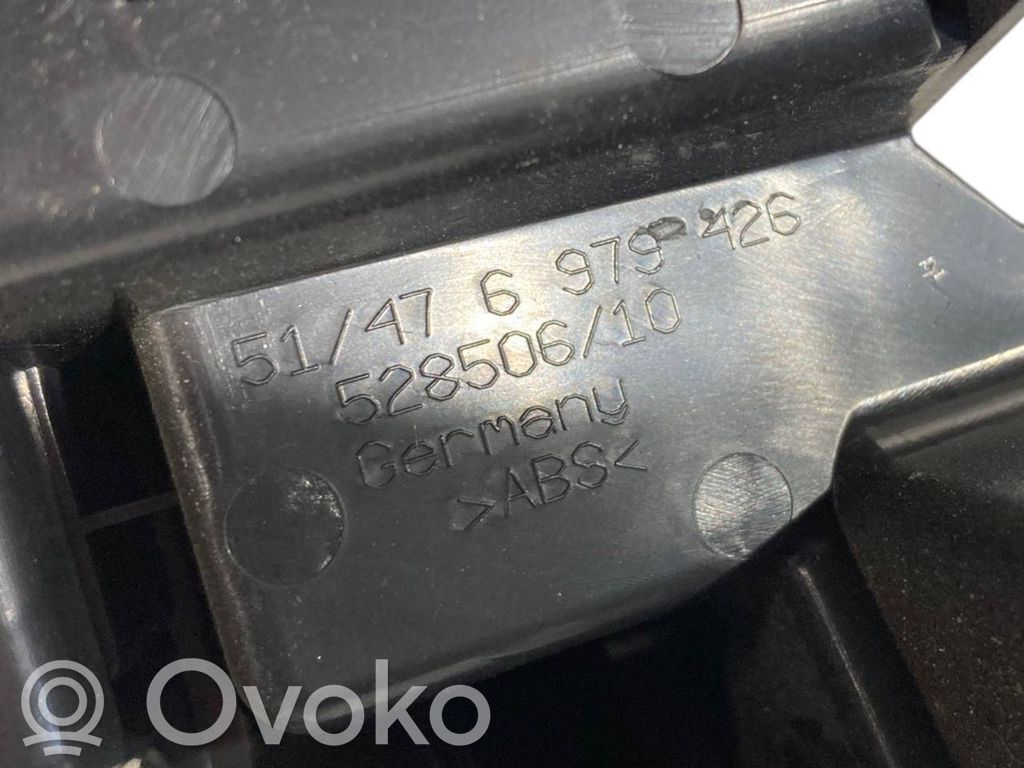 51/47 6 979 426
528506/10
Germany
>ABS<
R Ovoko